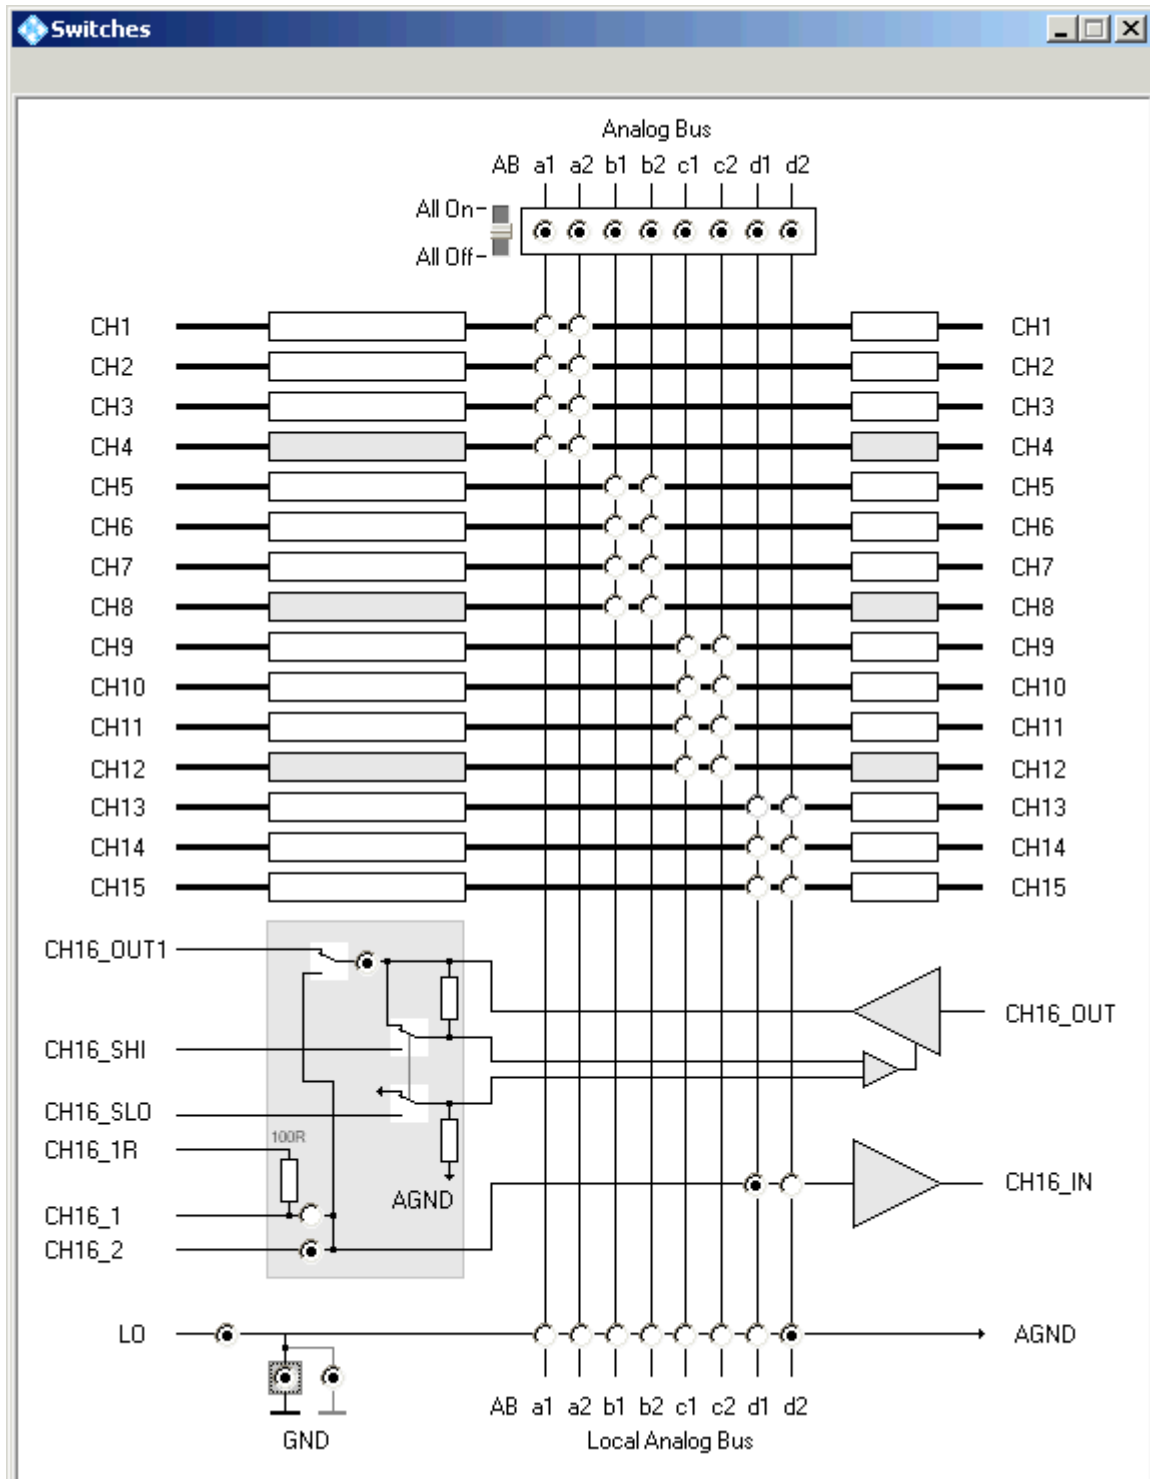 Switches
Analog Bus
AB a1 a2 b1 b2 c1 c2 d1 d2
All On
All Off
CH1 CH1
CH2 CH2
CH3 CH3
CH4 CH4
CH5 CH5
CH6 CH6
CH7 CH7
CH8 CH8
CH9 CH9
CH10 CH10
CH11 CH11
CH12 CH12
CH13 CH13
CH14 CH14
CH15 CH15
CH16_OUT1
CH16_OUT
CH16_SHI
CH16_SLO
100R
CH16_1R
CH16_IN
AGND
CH16_1
CH16_2
LO AGND
AB a1 a2 b1 b2 c1 c2 d1 d2
GND Local Analog Bus